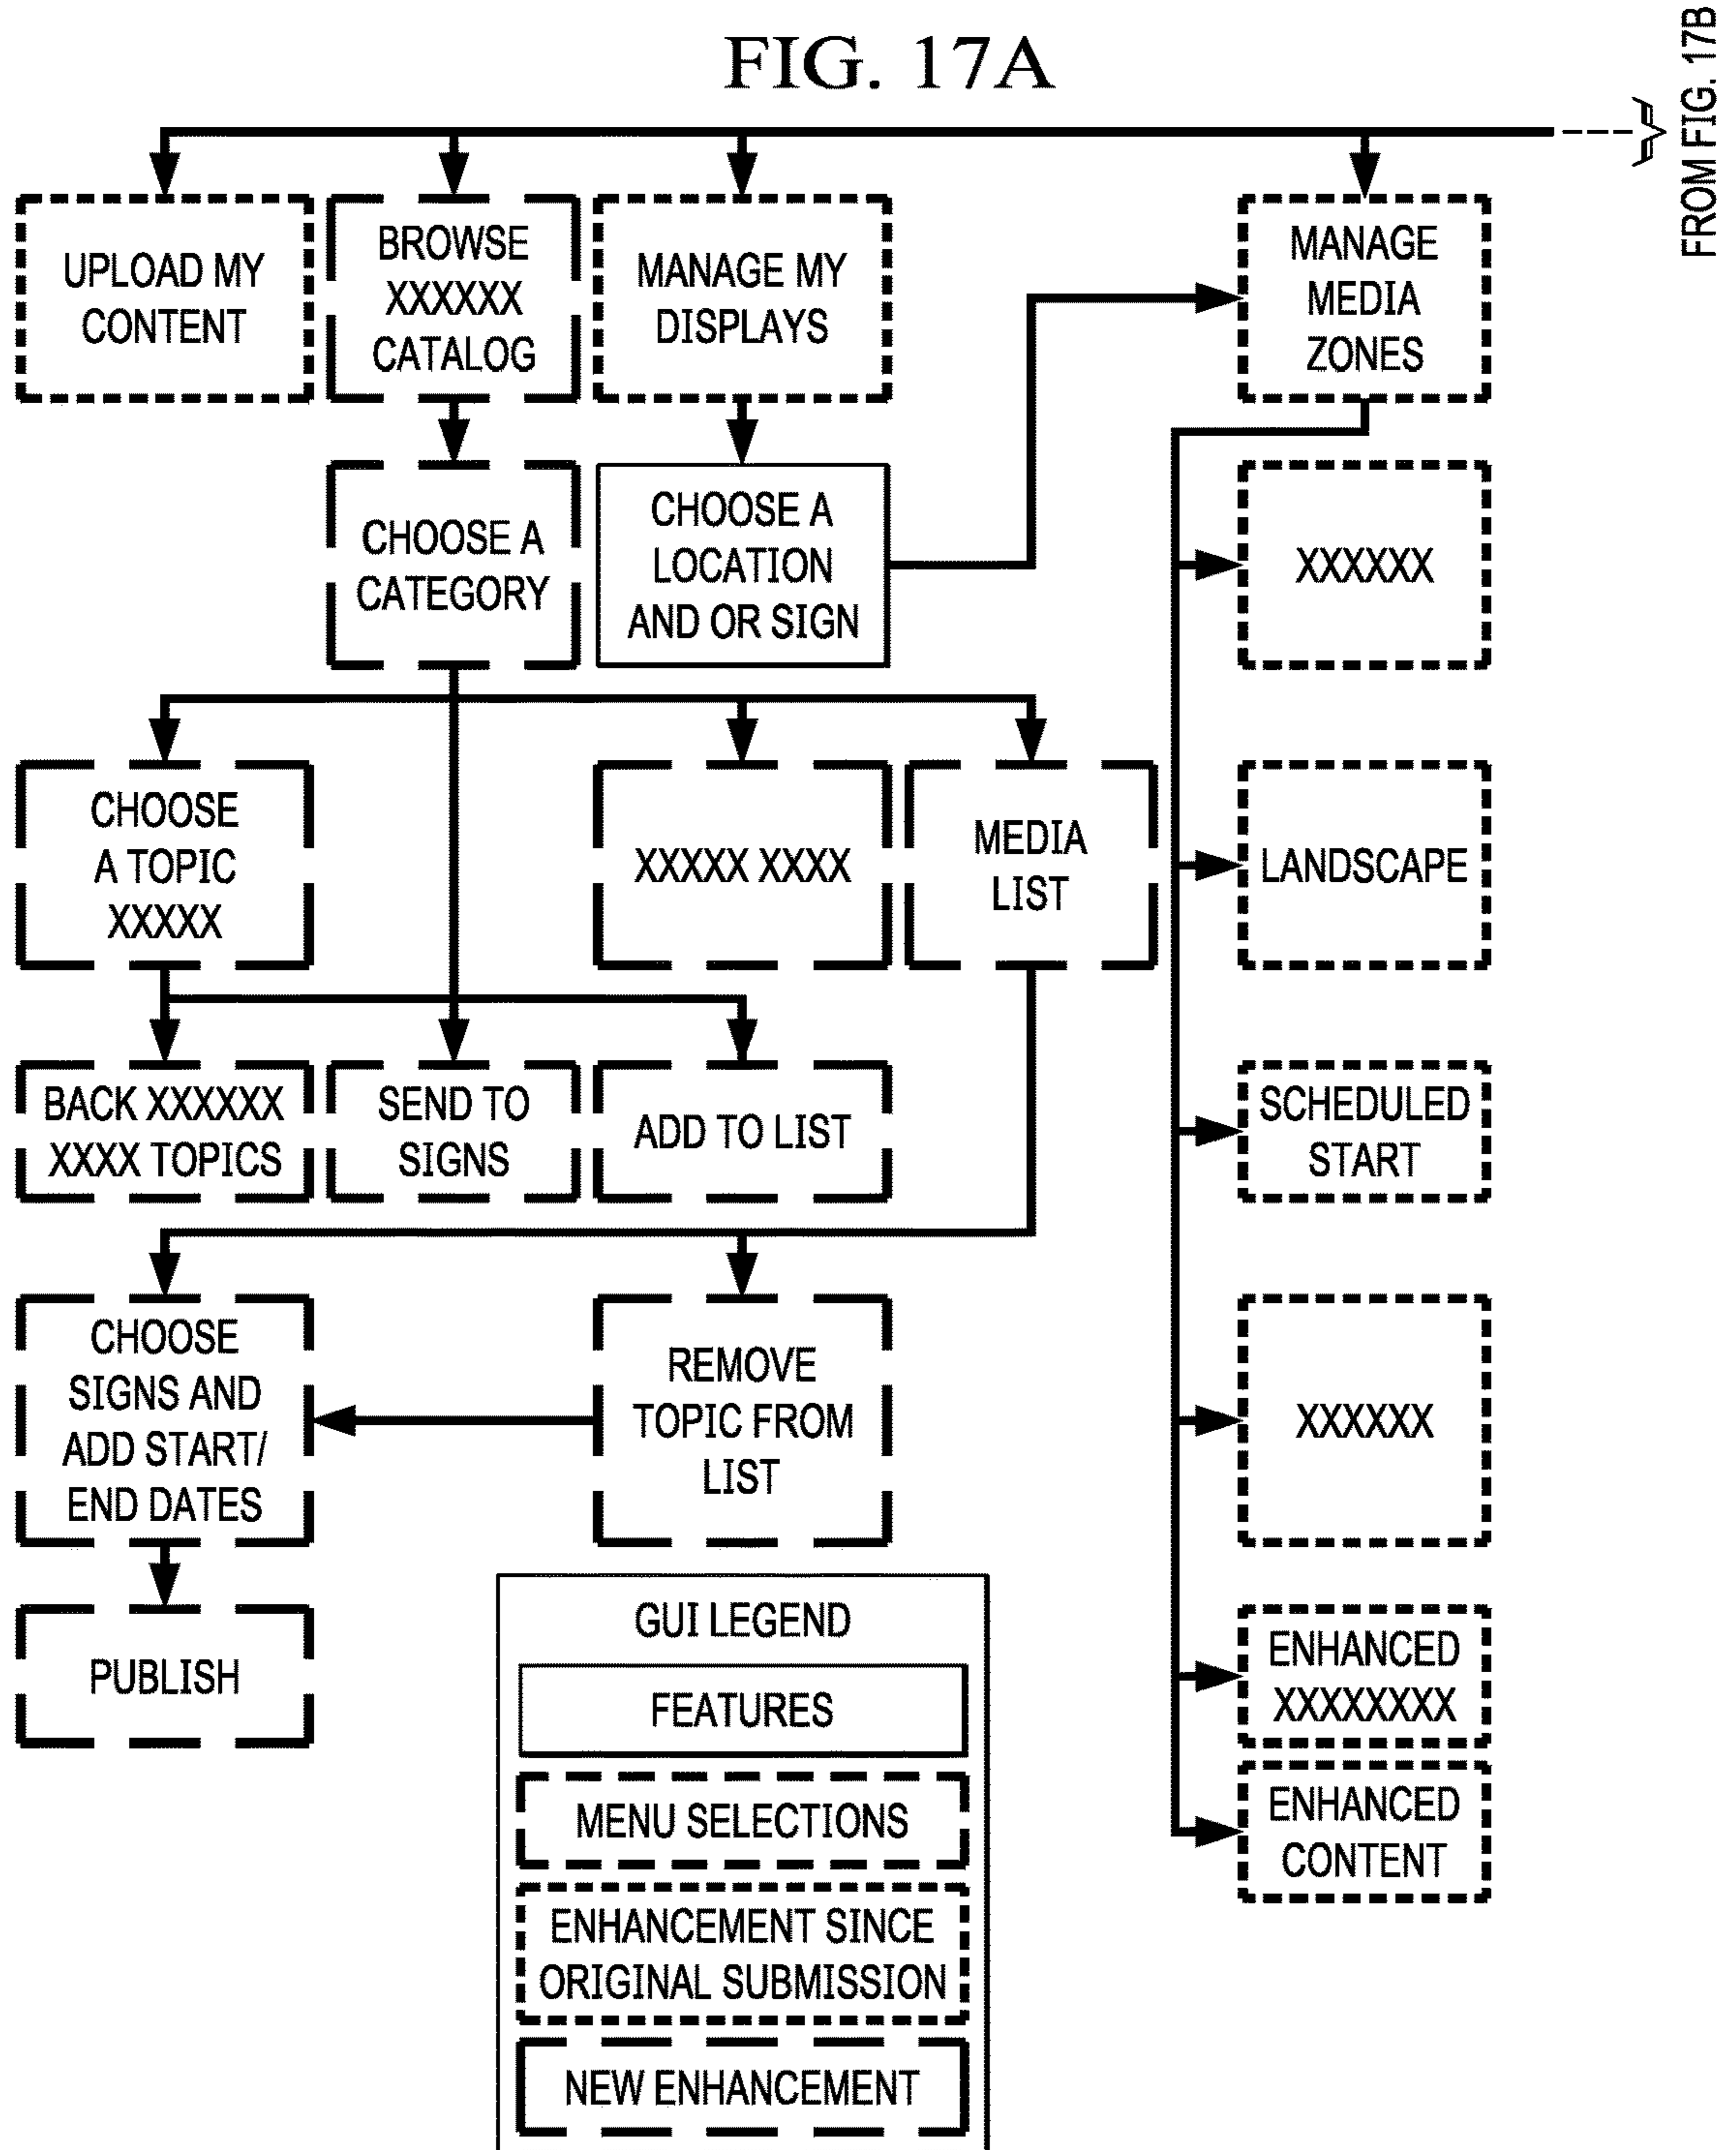 FIG. 17A
FROM FIG. 17B
UPLOAD MY
CONTENT
BROWSE
XXXXXX
CATALOG
MANAGE MY
DISPLAYS
MANAGE
MEDIA
ZONES
CHOOSE A
CATEGORY
CHOOSE A
LOCATION
AND OR SIGN
XXXXXX
CHOOSE
A TOPIC
XXXXX
XXXXX XXXX
MEDIA
LIST
LANDSCAPE
BACK XXXXXX
XXXX TOPICS
SEND TO
SIGNS
ADD TO LIST
SCHEDULED
START
CHOOSE
SIGNS AND
ADD START/
END DATES
REMOVE
TOPIC FROM
LIST
XXXXXX
PUBLISH
ENHANCED
XXXXXXXX
ENHANCED
CONTENT
GUI LEGEND
FEATURES
MENU SELECTIONS
ENHANCEMENT SINCE
ORIGINAL SUBMISSION
NEW ENHANCEMENT